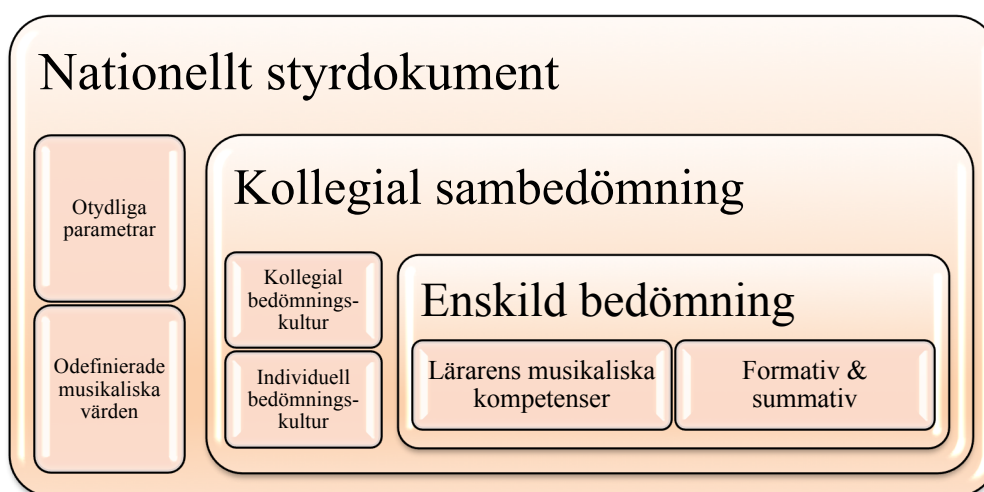 Nationellt styrdokument
Otydliga
parametrar
Odefinierade
musikaliska
värden
Kollegial sambedömning
Kollegial
bedömnings-
kultur
Individuell
bedömnings-
kultur
Enskild bedömning
Lärarens musikaliska
kompetenser
Formativ &
summativ